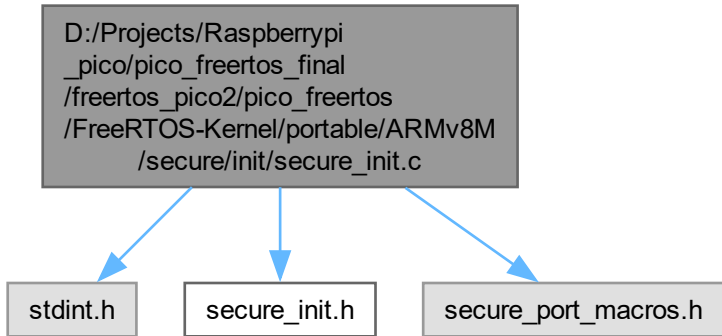 D:/Projects/Raspberrypi
_pico/pico_freertos_final
/freertos_pico2/pico_freertos
/FreeRTOS-Kernel/portable/ARMv8M
/secure/init/secure_init.c
stdint.h
secure_init.h
secure_port_macros.h